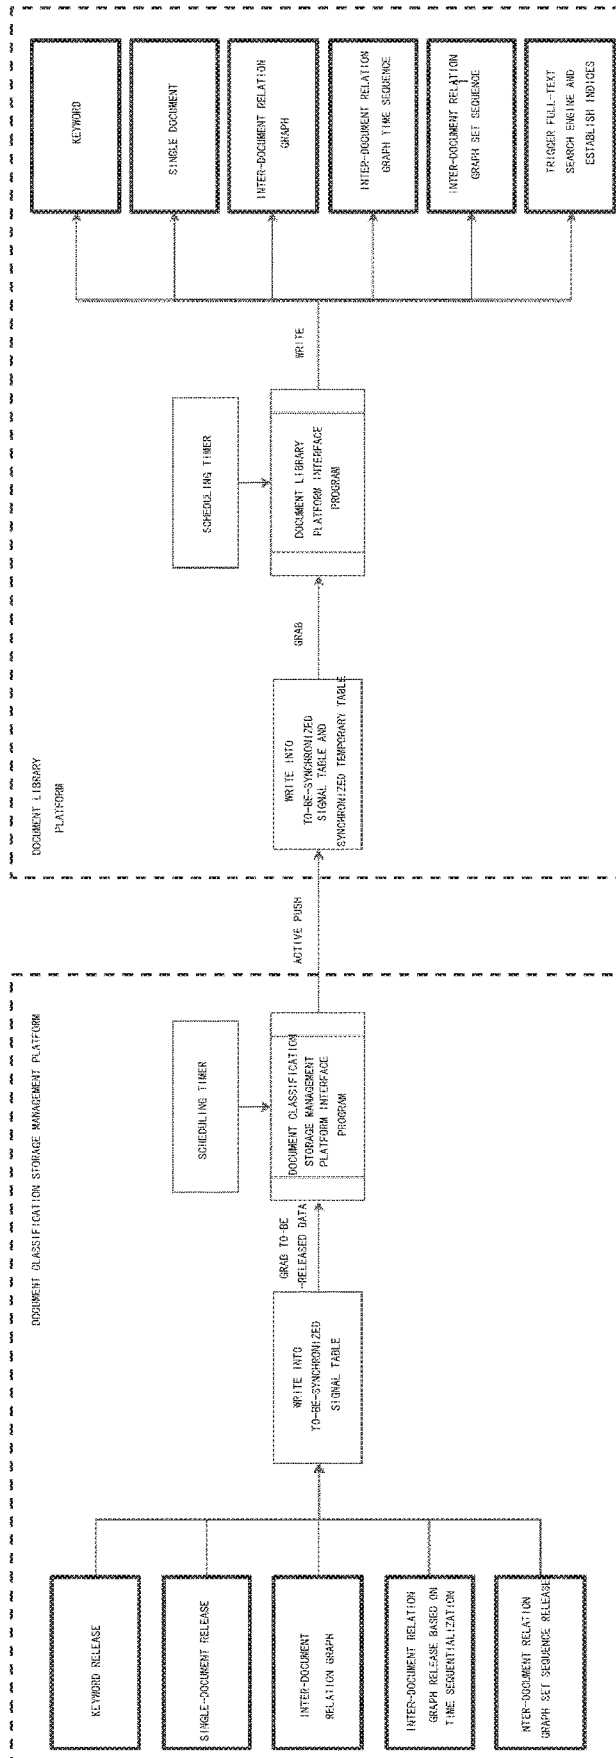 DOCUMENT CLASSIFICATION STORAGE MANAGEMENT PLATFORM
KEYWORD RELEASE
SINGLE-DOCUMENT RELEASE
INTER-DOCUMENT
RELATION GRAPH
INTER-DOCUMENT RELATION
GRAPH RELEASE BASED ON
TIME SEQUENTIALIZATION
NTER-DOCUMENT RELATION
GRAPH SET SEQUENCE RELEASE
WRITE INTO
TO-BE-SYNCHRONIZED
SIGNAL TABLE
GRAB TO-BE
-RELEASED DATA
SCHEDULING TIMER
DOCUMENT CLASSIFICATION
STORAGE MANAGEMENT
PLATFORM INTERFACE
PROGRAM
ACTIVE PUSH
DOCUMENT LIBRARY
PLATFORM
WRITE INTO
TO-BE-SYNCHRONIZED
SIGNAL TABLE AND
SYNCHRONIZED TEMPORARY TABLE
GRAB
SCHEDULING TIMER
DOCUMENT LIBRARY
PLATFORM INTERFACE
PROGRAM
WRITE
KEYWORD
SINGLE DOCUMENT
INTER-DOCUMENT RELATION
GRAPH
INTER-DOCUMENT RELATION
GRAPH TIME SEQUENCE
INTER-DOCUMENT RELATION
GRAPH SET SEQUENCE
TRIGGER FULL-TEXT
SEARCH ENGINE AND
ESTABLISH INDICES